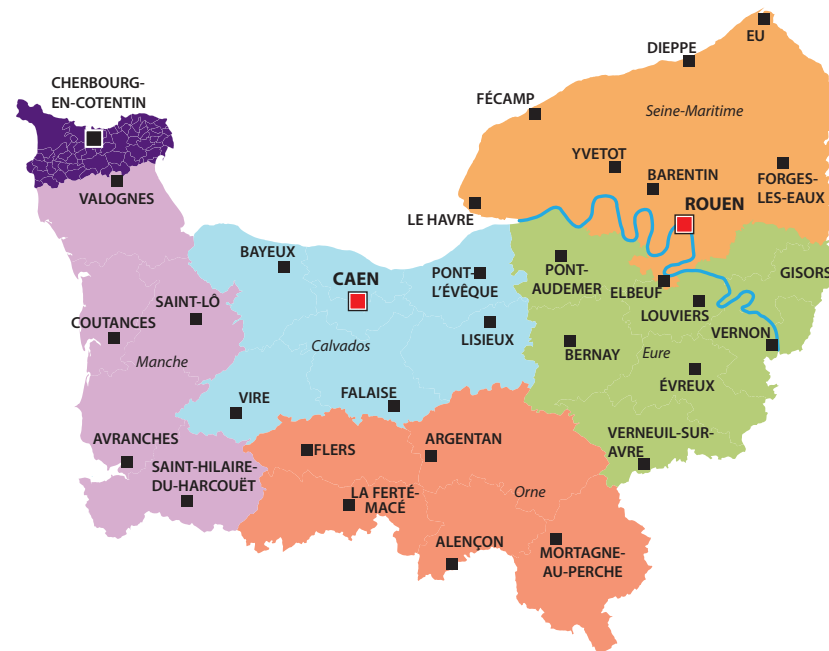 EU
DIEPPE
CHERBOURG-
EN-COTENTIN
FÉCAMP
Seine-Maritime
YVETOT
BARENTIN
FORGES-
LES-EAUX
VALOGNES
ROUEN
LE HAVRE
BAYEUX
CAEN
PONT-
L'ÉVÊQUE
PONT-
AUDEMER
GISORS
ELBEUF
SAINT-LÔ
LOUVIERS
COUTANCES
VERNON
LISIEUX
Calvados
BERNAY
Eure
Manche
ÉVREUX
VIRE
FALAISE
AVRANCHES
FLERS
ARGENTAN
VERNEUIL-SUR-
AVRE
SAINT-HILAIRE-
DU-HARCOUËT
LA FERTÉ-
MACÉ
Orne
ALENÇON
MORTAGNE-
AU-PERCHE